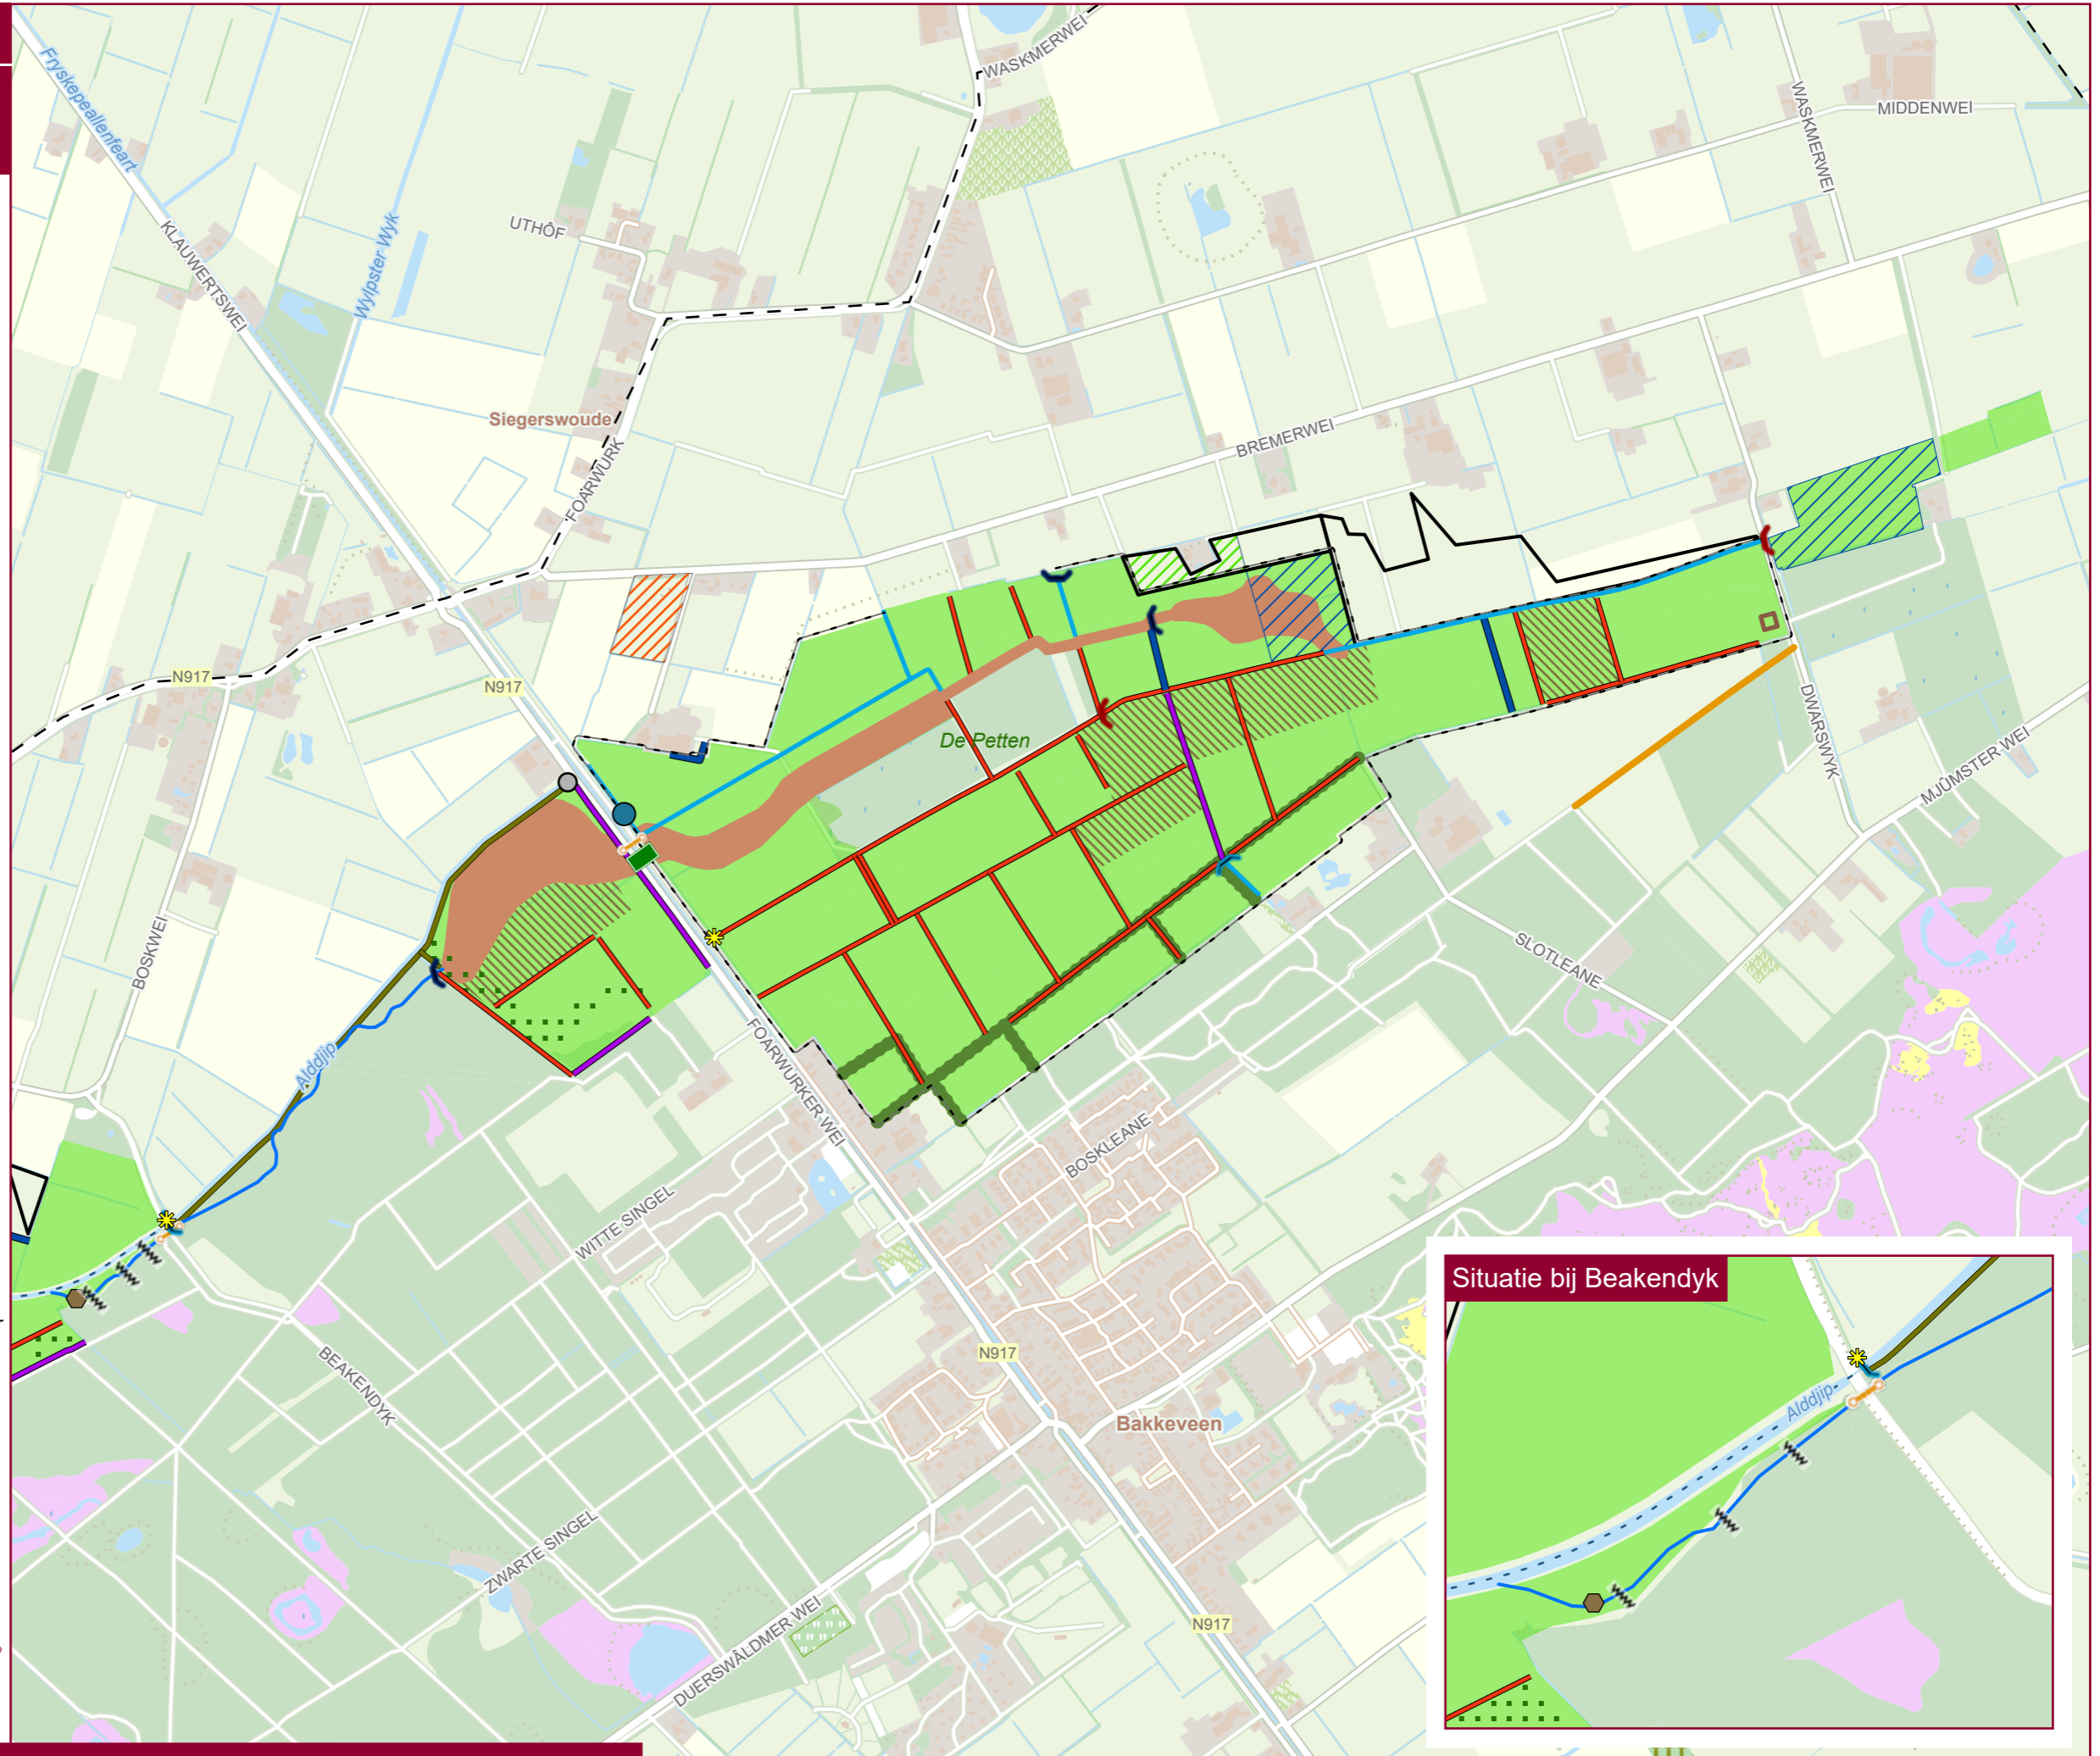 WASKMERWEI
Fryskepeallenfeart
WASKMERWEI
MIDDENWEI
UTHÔF
KLAUWERTSWEI
Wylpster Wyk
Siegerswoude
BREMERWEI
FOARWURK
N917
N917
De Petten
DWARSWYK
MJÛMSTER WEI
BOSKWEI
SLOTLEANE
Alddjip
FOARWURKER WEI
BOSKLEANE
WITTE SINGEL
Situatie bij Beakendyk
N917
BEAKENDYK
Alddjip
Bakkeveen
ZWARTE SINGEL
DUERSWÂLDMER WEI
N917